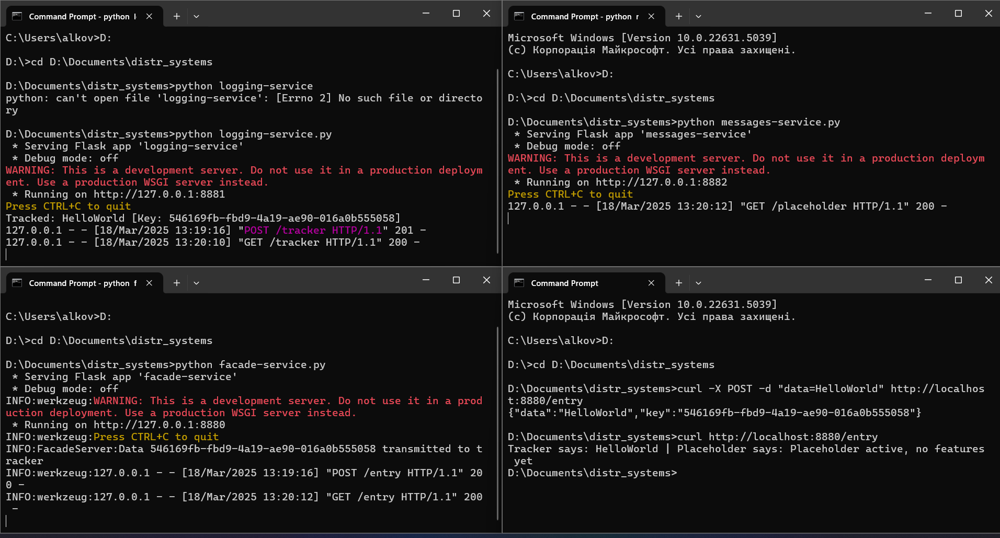 Command Prompt - python l
C:\Users\alkov>D:
D:\>cd D:\Documents\distr_systems
D:\Documents\distr_systems>python logging-service
python: can't open file 'logging-service': [Errno 2] No such file or directo
ry
D:\Documents\distr_systems>python logging-service.py
* Serving Flask app 'logging-service'
* Debug mode: off
WARNING: This is a development server. Do not use it in a production deploym
ent. Use a production WSGI server instead.
* Running on http://127.0.0.1:8881
Press CTRL+C to quit
Tracked: HelloWorld [Key: 546169fb-fbd9-4a19-ae90-016a0b555058]
127.0.0.1 - - [18/Mar/2025 13:19:16] "POST /tracker HTTP/1.1" 201 -
127.0.0.1 - - [18/Mar/2025 13:20:10] "GET /tracker HTTP/1.1" 200 -
Command Prompt - python r
Microsoft Windows [Version 10.0.22631.5039]
(c) Корпорація Майкрософт. Усі права захищені.
C:\Users\alkov>D:
D:\>cd D:\Documents\distr_systems
D:\Documents\distr_systems>python messages-service.py
* Serving Flask app 'messages-service'
* Debug mode: off
WARNING: This is a development server. Do not use it in a production deploym
ent. Use a production WSGI server instead.
* Running on http://127.0.0.1:8882
Press CTRL+C to quit
127.0.0.1 - - [18/Mar/2025 13:20:12] "GET /placeholder HTTP/1.1" 200 -
Command Prompt - python f
C:\Users\alkov>D:
D:\>cd D:\Documents\distr_systems
D:\Documents\distr_systems>python facade-service.py
* Serving Flask app 'facade-service'
* Debug mode: off
INFO:werkzeug:WARNING: This is a development server. Do not use it in a prod
uction deployment. Use a production WSGI server instead.
* Running on http://127.0.0.1:8880
INFO:werkzeug:Press CTRL+C to quit
INFO:FacadeServer:Data 546169fb-fbd9-4a19-ae90-016a0b555058 transmitted to t
racker
INFO:werkzeug:127.0.0.1 - - [18/Mar/2025 13:19:16] "POST /entry HTTP/1.1" 20
0 -
INFO:werkzeug:127.0.0.1 - - [18/Mar/2025 13:20:12] "GET /entry HTTP/1.1" 200
-
Command Prompt
Microsoft Windows [Version 10.0.22631.5039]
(c) Корпорація Майкрософт. Усі права захищені.
C:\Users\alkov>D:
D:\>cd D:\Documents\distr_systems
D:\Documents\distr_systems>curl -X POST -d "data=HelloWorld" http://localhos
t:8880/entry
{"data":"HelloWorld","key":"546169fb-fbd9-4a19-ae90-016a0b555058"}
D:\Documents\distr_systems>curl http://localhost:8880/entry
Tracker says: HelloWorld | Placeholder says: Placeholder active, no features
yet
D:\Documents\distr_systems>